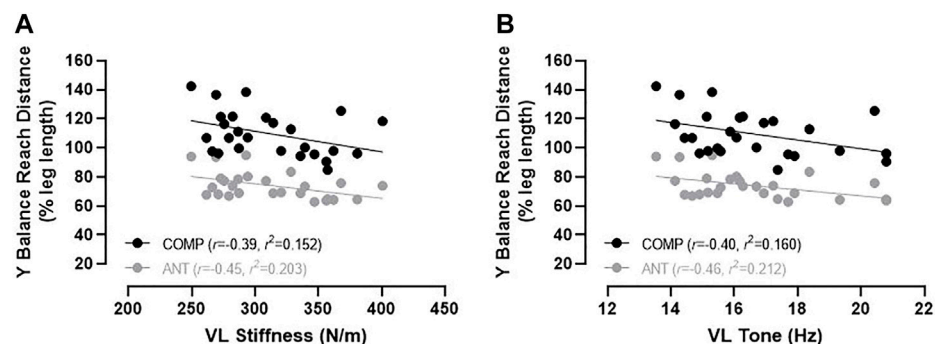 A
Y Balance Reach Distance
(% leg length)
160
140
120
100
80
60
40
20
COMP (r=-0.39, r²=0.152)
ANT (r=-0.45, r²=0.203)
200 250 300 350 400 450
VL Stiffness (N/m)
B
Y Balance Reach Distance
(% leg length)
160
140
120
100
80
60
40
20
COMP (r=-0.40, r²=0.160)
ANT (r=-0.46, r²=0.212)
12 14 16 18 20 22
VL Tone (Hz)